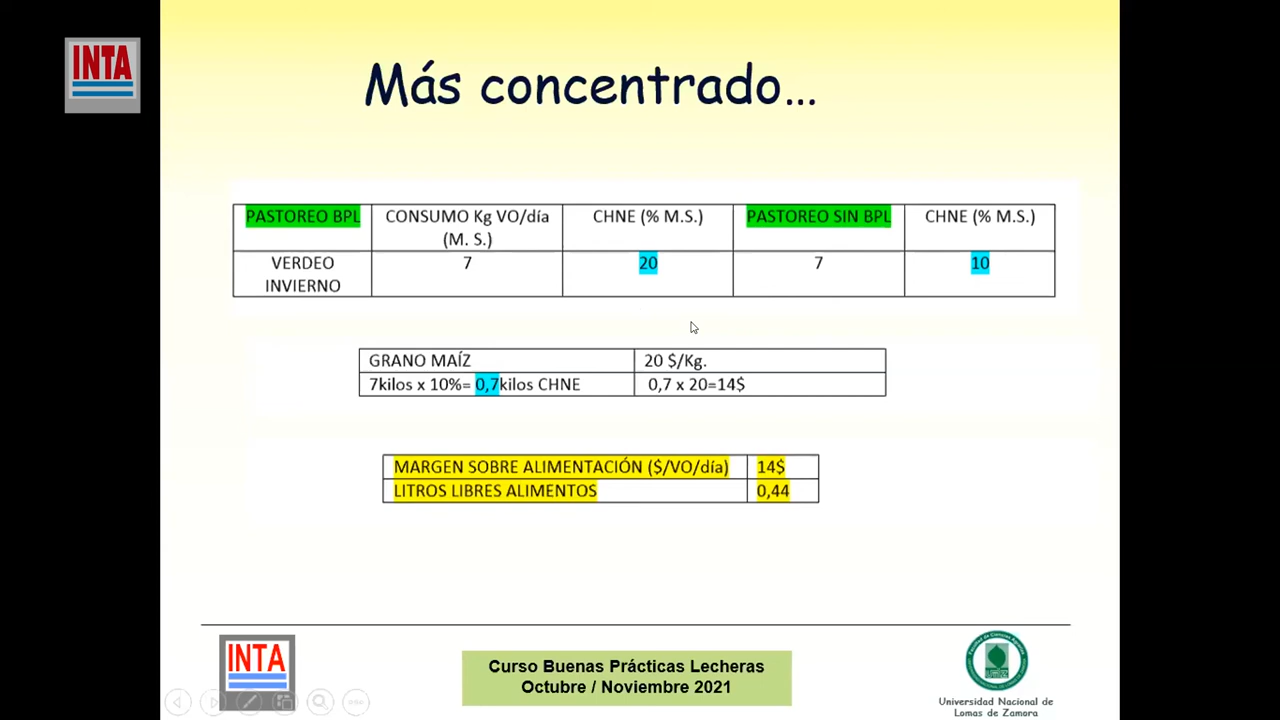 INTA
Más concentrado...
PASTOREO BPL CONSUMO Kg VO/día (M. S.) CHNE (% M.S.) PASTOREO SIN BPL CHNE (% M.S.)
VERDEO INVIERNO 7 20 7 10
GRANO MAÍZ 20 $/Kg.
7kilos x 10%= 0,7kilos CHNE 0,7 x 20=14$
MARGEN SOBRE ALIMENTACIÓN ($/VO/día) 14$
LITROS LIBRES ALIMENTOS 0,44
INTA
Curso Buenas Prácticas Lecheras
Octubre / Noviembre 2021
Universidad Nacional de
Lomas de Zamora